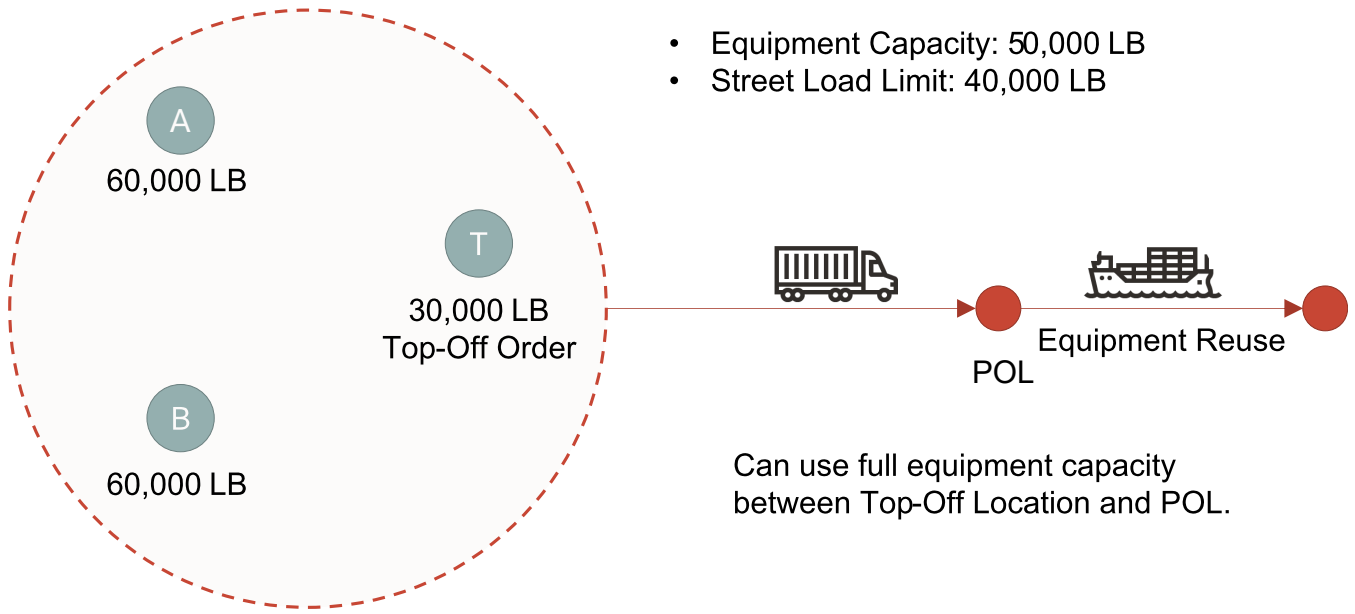 • Equipment Capacity: 50,000 LB
• Street Load Limit: 40,000 LB
A
60,000 LB
T
30,000 LB
Top-Off Order
B
60,000 LB
POL
Equipment Reuse
Can use full equipment capacity
between Top-Off Location and POL.